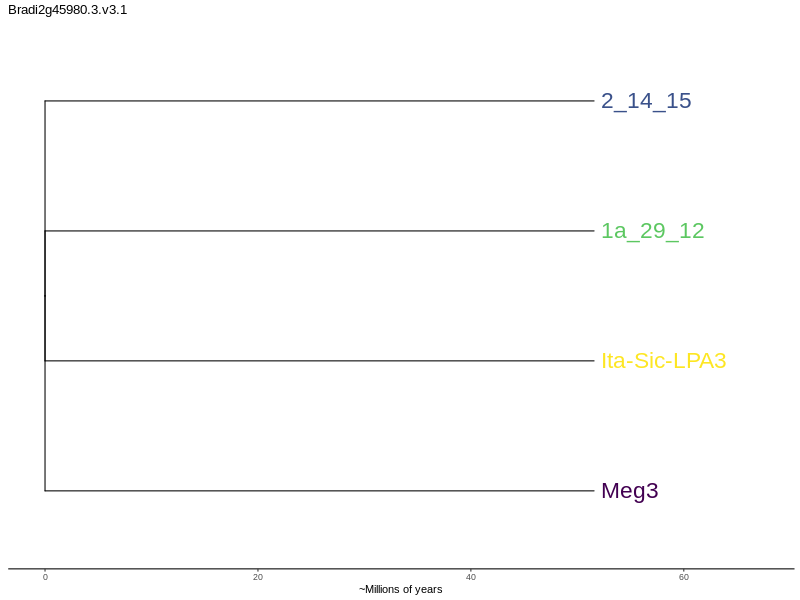 Bradi2g45980.3.v3.1
2_14_15
1a_29_12
Ita-Sic-LPA3
Meg3
0 20 40 60
~Millions of years